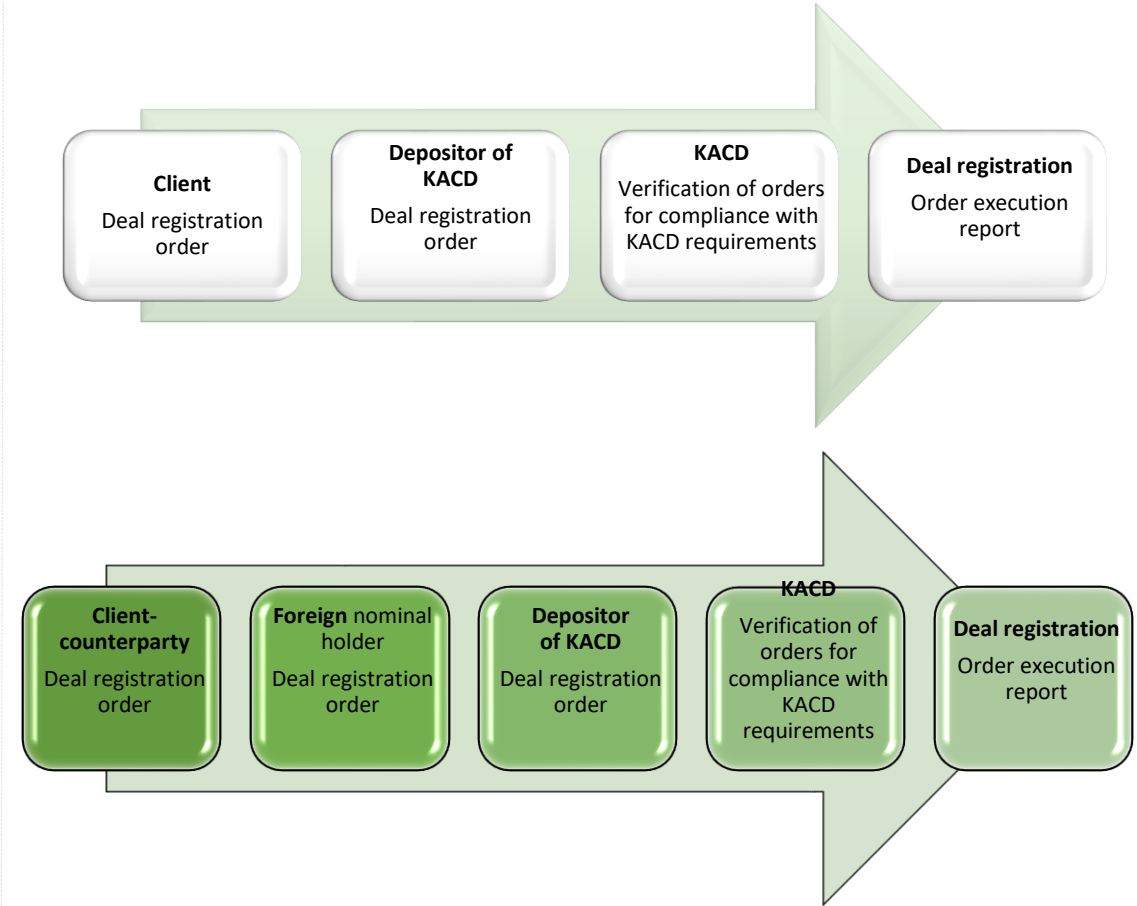 Client
Deal registration
order
Depositor of
KACD
Deal registration
order
KACD
Verification of orders
for compliance with
KACD requirements
Deal registration
Order execution
report
Client-
counterparty
Deal registration
order
Foreign nominal
holder
Deal registration
order
Depositor
of KACD
Deal registration
order
KACD
Verification of
orders for
compliance with
KACD
requirements
Deal registration
Order execution
report